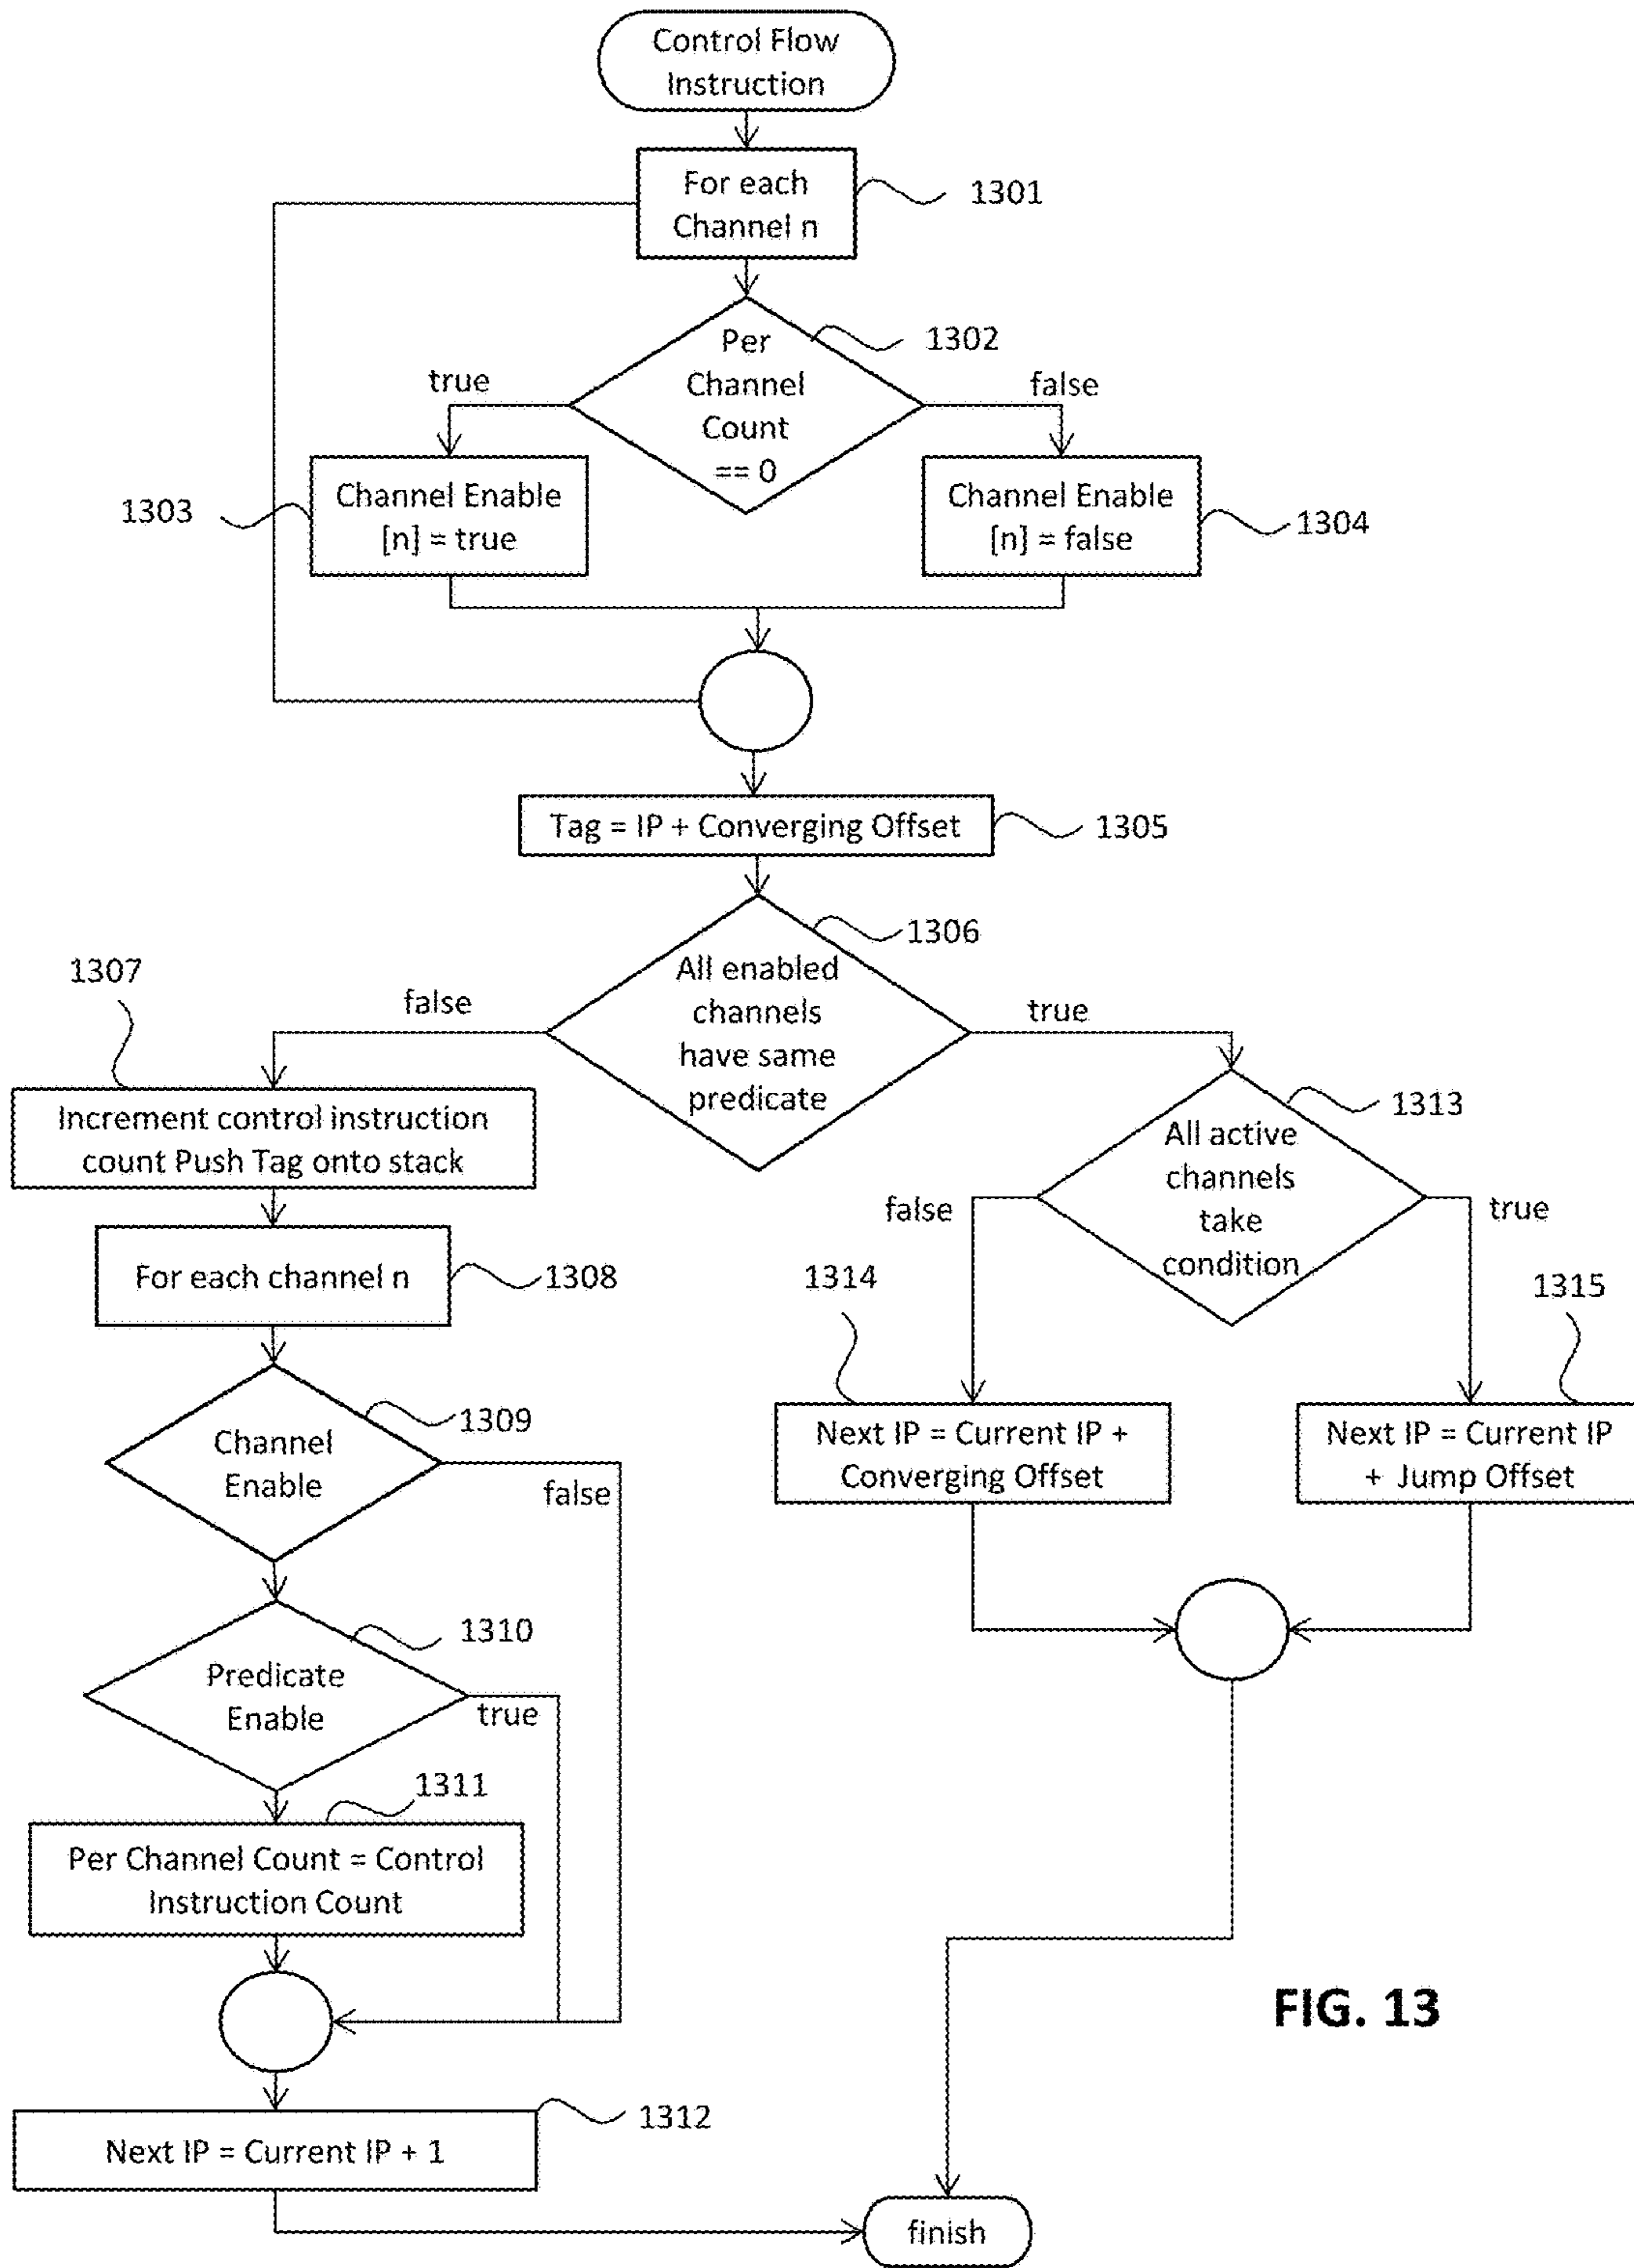 Control Flow
Instruction
For each
Channel n
1301
Per
Channel
Count
== 0
1302
true
false
Channel Enable
[n] = true
1303
Channel Enable
[n] = false
1304
Tag = IP + Converging Offset
1305
All enabled
channels
have same
predicate
1306
false
true
1307
Increment control instruction
count Push Tag onto stack
For each channel n
1308
Channel
Enable
1309
false
Predicate
Enable
1310
true
1311
Per Channel Count = Control
Instruction Count
Next IP = Current IP + 1
1312
All active
channels
take
condition
1313
false
true
1314
Next IP = Current IP +
Converging Offset
1315
Next IP = Current IP
+ Jump Offset
finish
FIG. 13